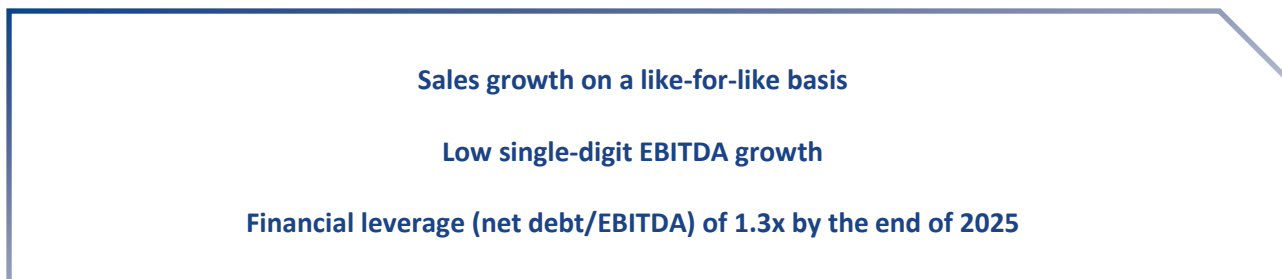 Sales growth on a like-for-like basis
Low single-digit EBITDA growth
Financial leverage (net debt/EBITDA) of 1.3x by the end of 2025